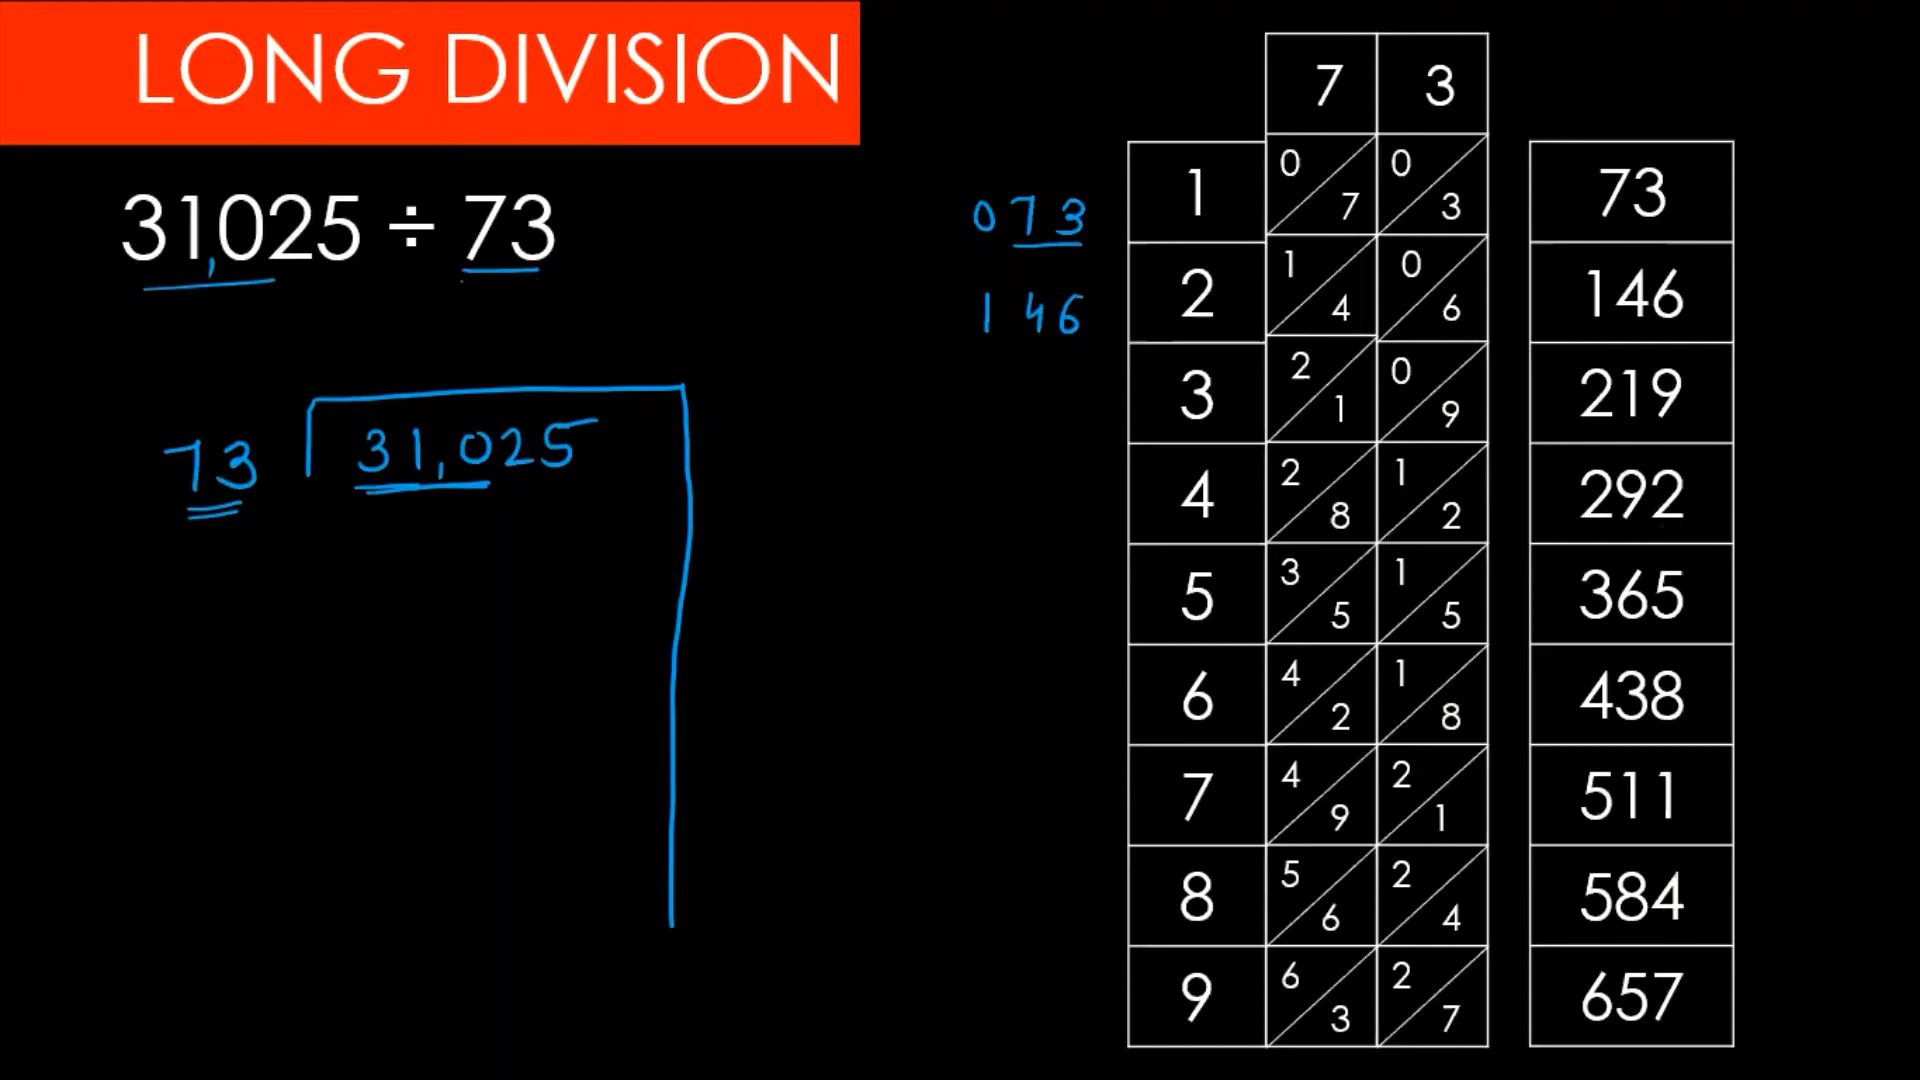 LONG DIVISION
31025 ÷ 73
,
73 31,025
073
146
7 3
1 0 7 0 3 73
2 1 4 0 6 146
3 2 1 0 9 219
4 2 8 1 2 292
5 3 5 1 5 365
6 4 2 1 8 438
7 4 9 2 1 511
8 5 6 2 4 584
9 6 3 2 7 657